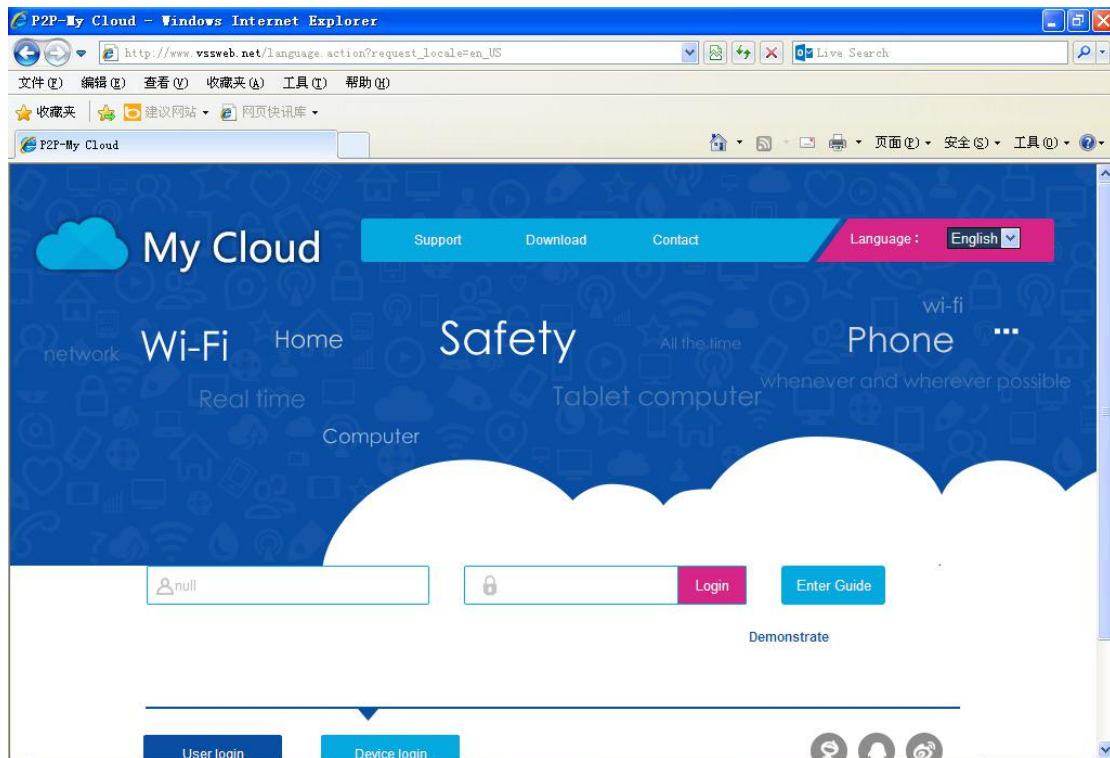 P2P-My Cloud - Windows Internet Explorer
http://www.vssweb.net/language.action?request_locale=en_US
Live Search
文件(F) 编辑(E) 查看(V) 收藏夹(A) 工具(T) 帮助(H)
收藏夹 建议网站 网页快讯库
P2P-My Cloud 页面(P) 安全(S) 工具(O)
My Cloud
Support Download Contact Language： English
wi-fi
network Wi-Fi Home Safety All the time Phone ...
Real time Tablet computer whenever and wherever possible
Computer
null Login Enter Guide
Demonstrate
User login Device login